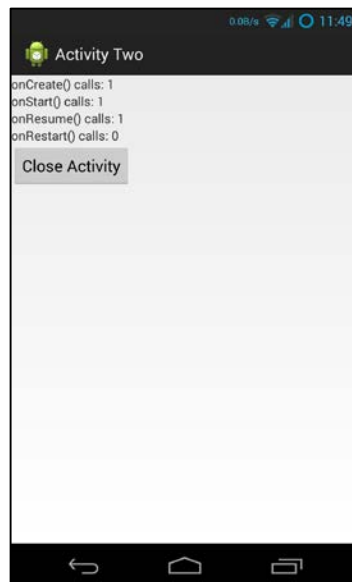 0.0B/s 11:49
Activity Two
onCreate() calls: 1
onStart() calls: 1
onResume() calls: 1
onRestart() calls: 0
Close Activity